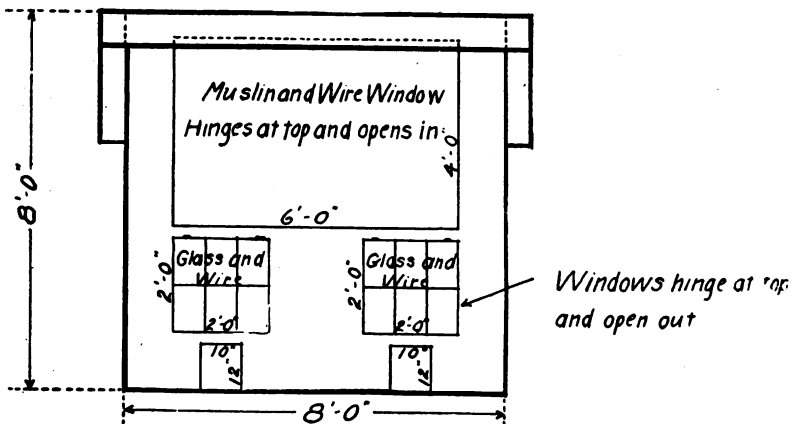 Muslin and Wire Window
Hinges at top and opens in
4'-0
6'-0"
8'-0"
Glass and
Wire
2'-0"
2'-0"
Glass and
Wire
2'-0"
2'-0"
Windows hinge at top
and open out
10"
12"
10"
12"
8'-0"